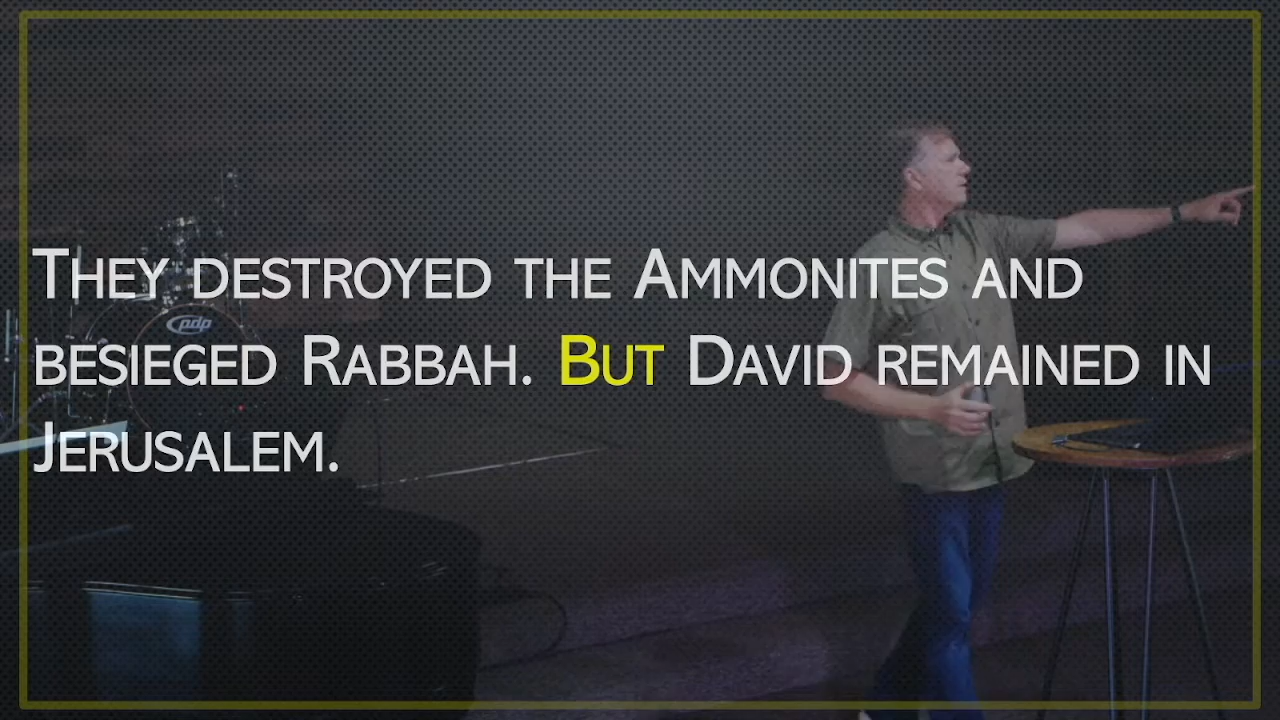 They destroyed the Ammonites and
besieged Rabbah. But David remained in
Jerusalem.
pdp